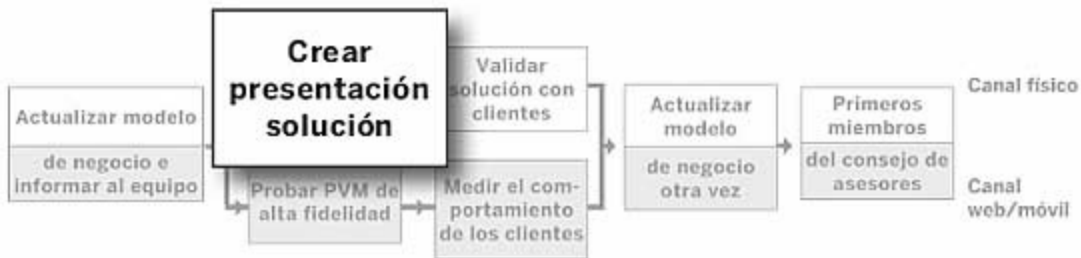 Crear
presentación
solución
Actualizar modelo
de negocio e
informar al equipo
Probar PVM de
alta fidelidad
Validar
solución con
clientes
Medir el com-
portamiento
de los clientes
Actualizar
modelo
de negocio
otra vez
Primeros
miembros
del consejo de
asesores
Canal físico
Canal
web/móvil